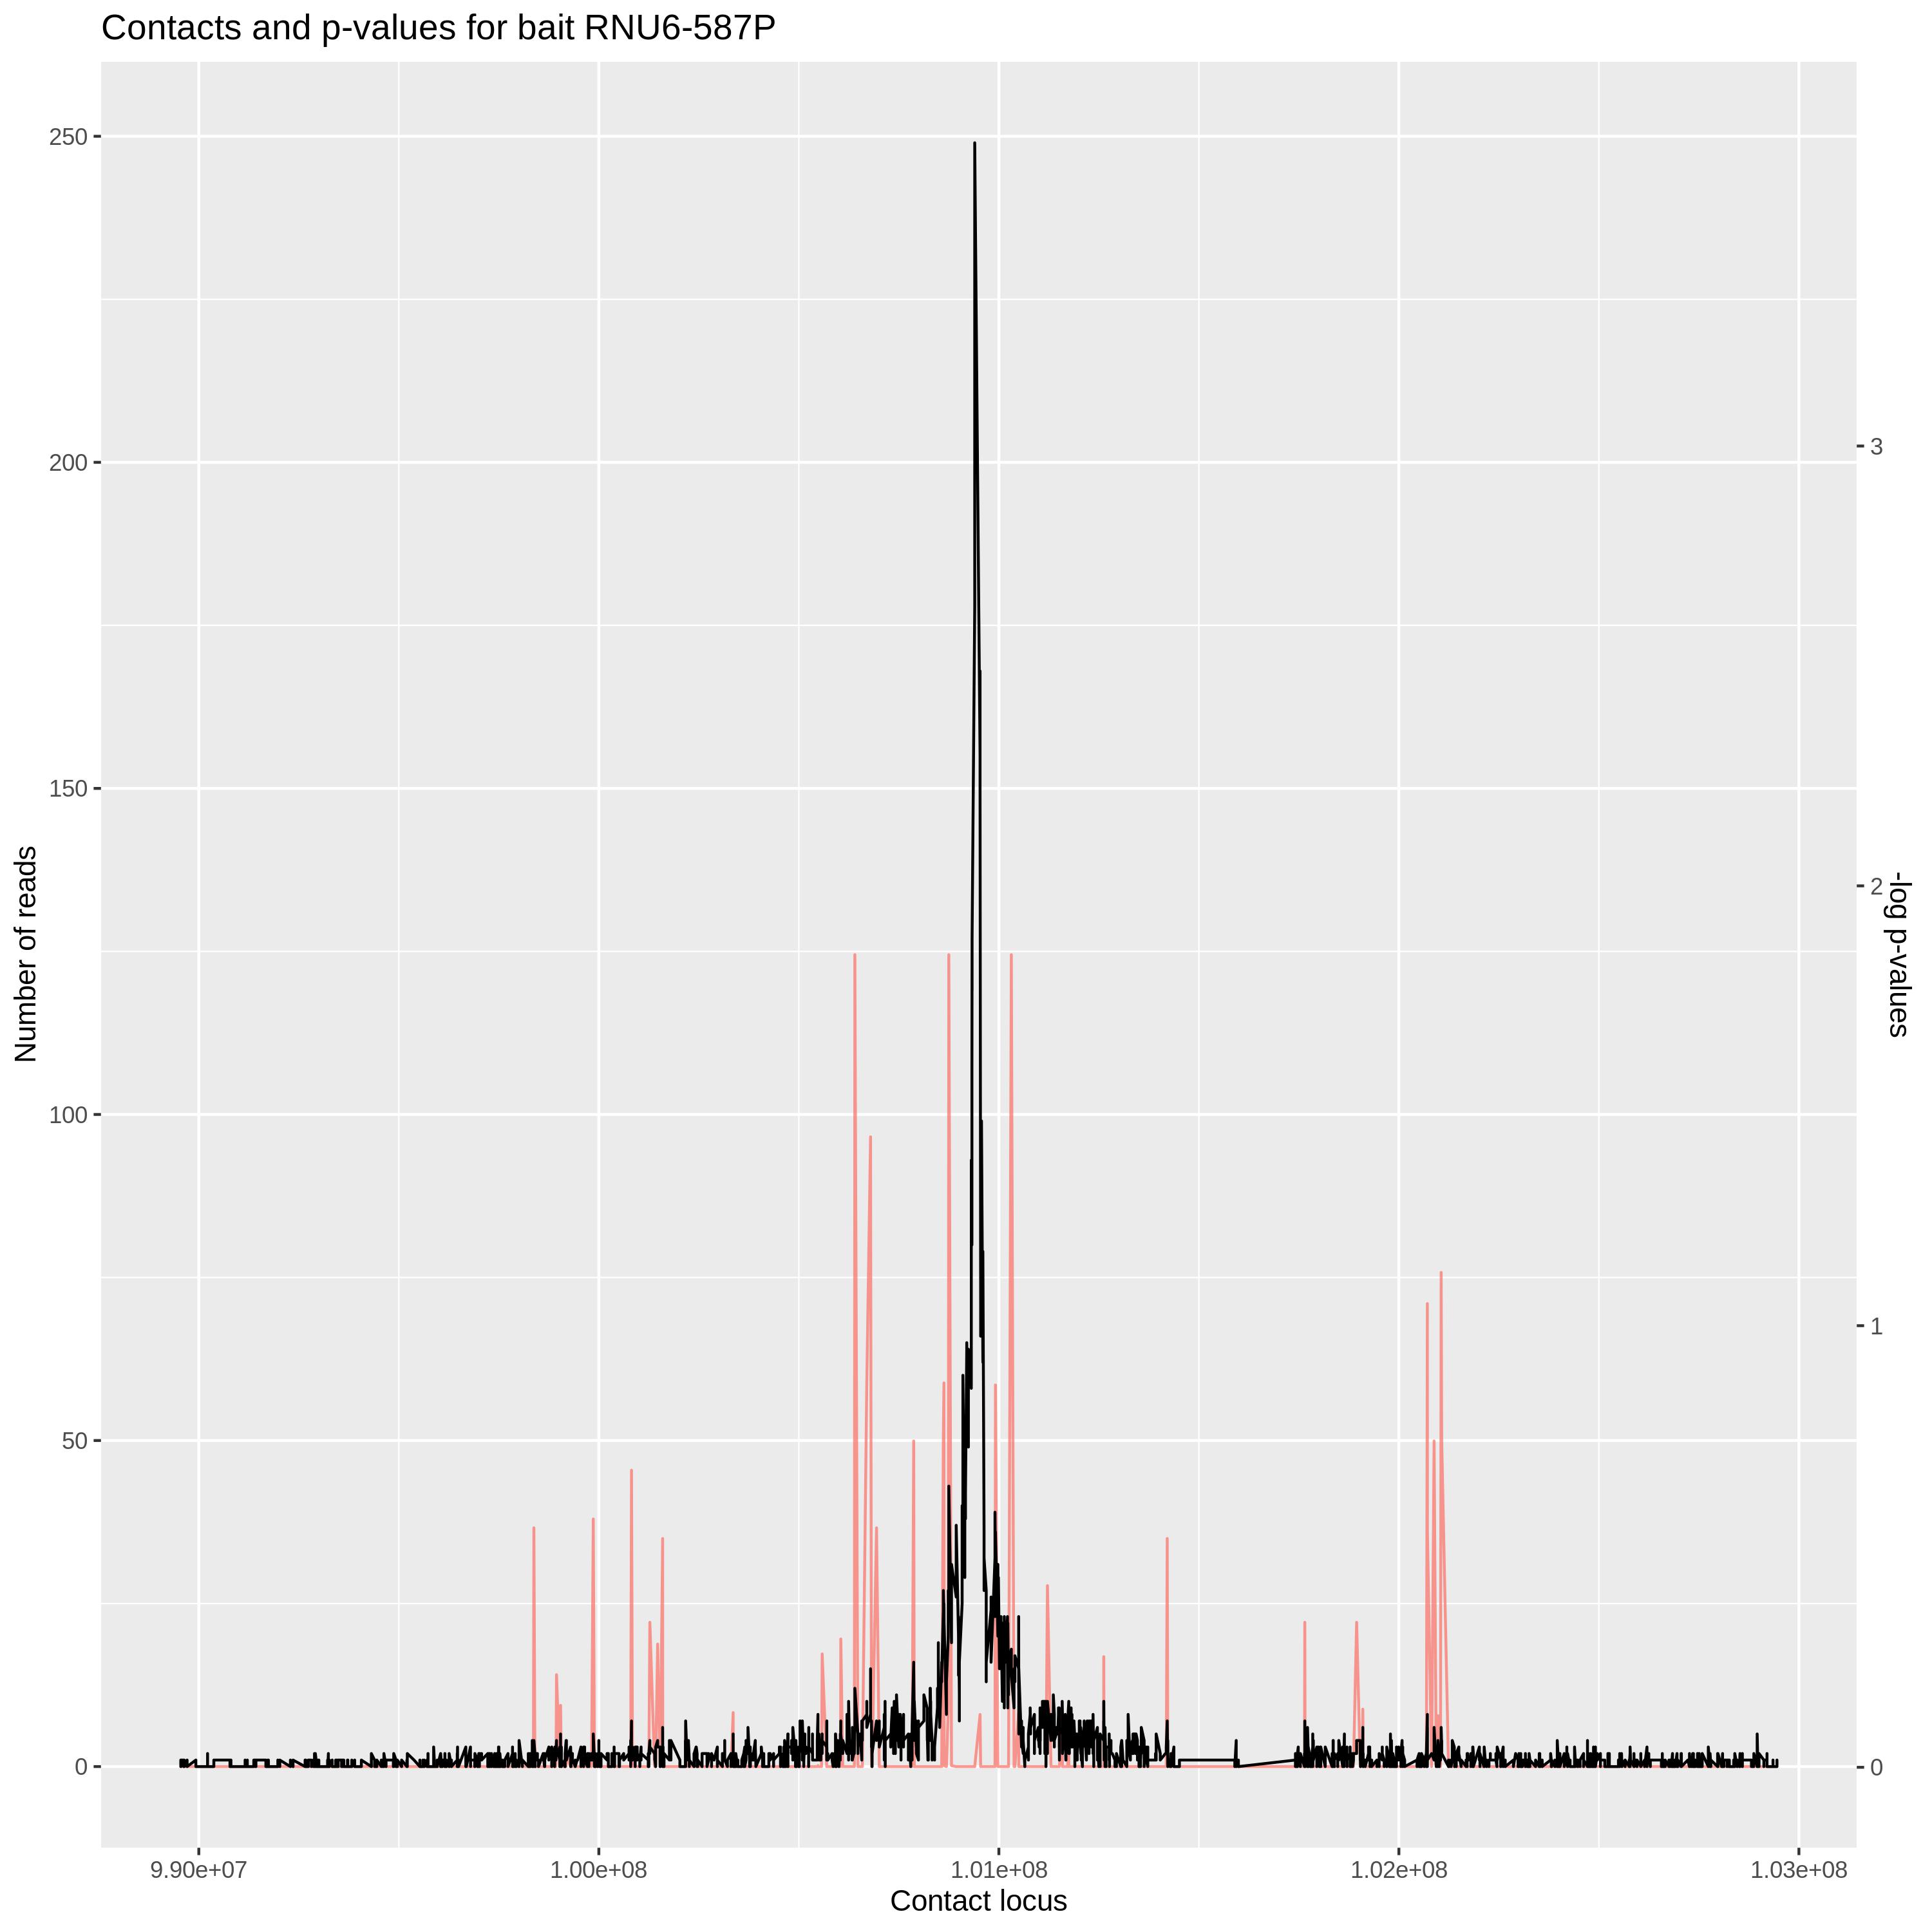 Contacts and p-values for bait RNU6-587P
250
200
150
100
50
0
Number of reads
3
2
1
0
-log p-values
9.90e+07
1.00e+08
1.01e+08
1.02e+08
1.03e+08
Contact locus